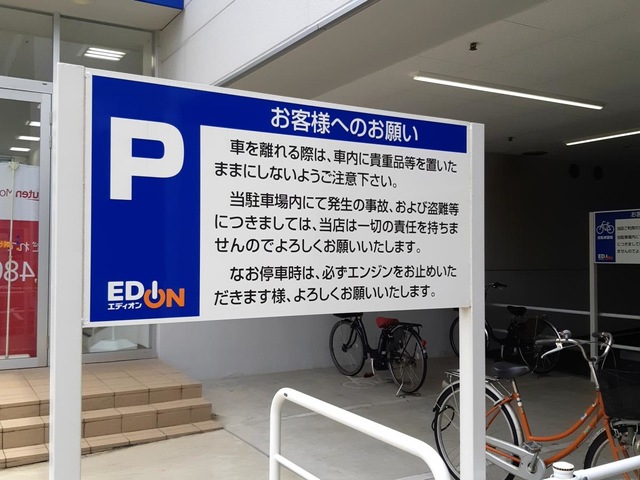 P
お客様へのお願い
車を離れる際は、車内に貴重品等を置いた
ままにしないようご注意下さい。
当駐車場内にて発生の事故、および盗難等
につきましては、当店は一切の責任を持ちま
せんのでよろしくお願いいたします。
なお停車時は、必ずエンジンをお止めいた
だきます様、よろしくお願いいたします。
EDION
エディオン
EDION